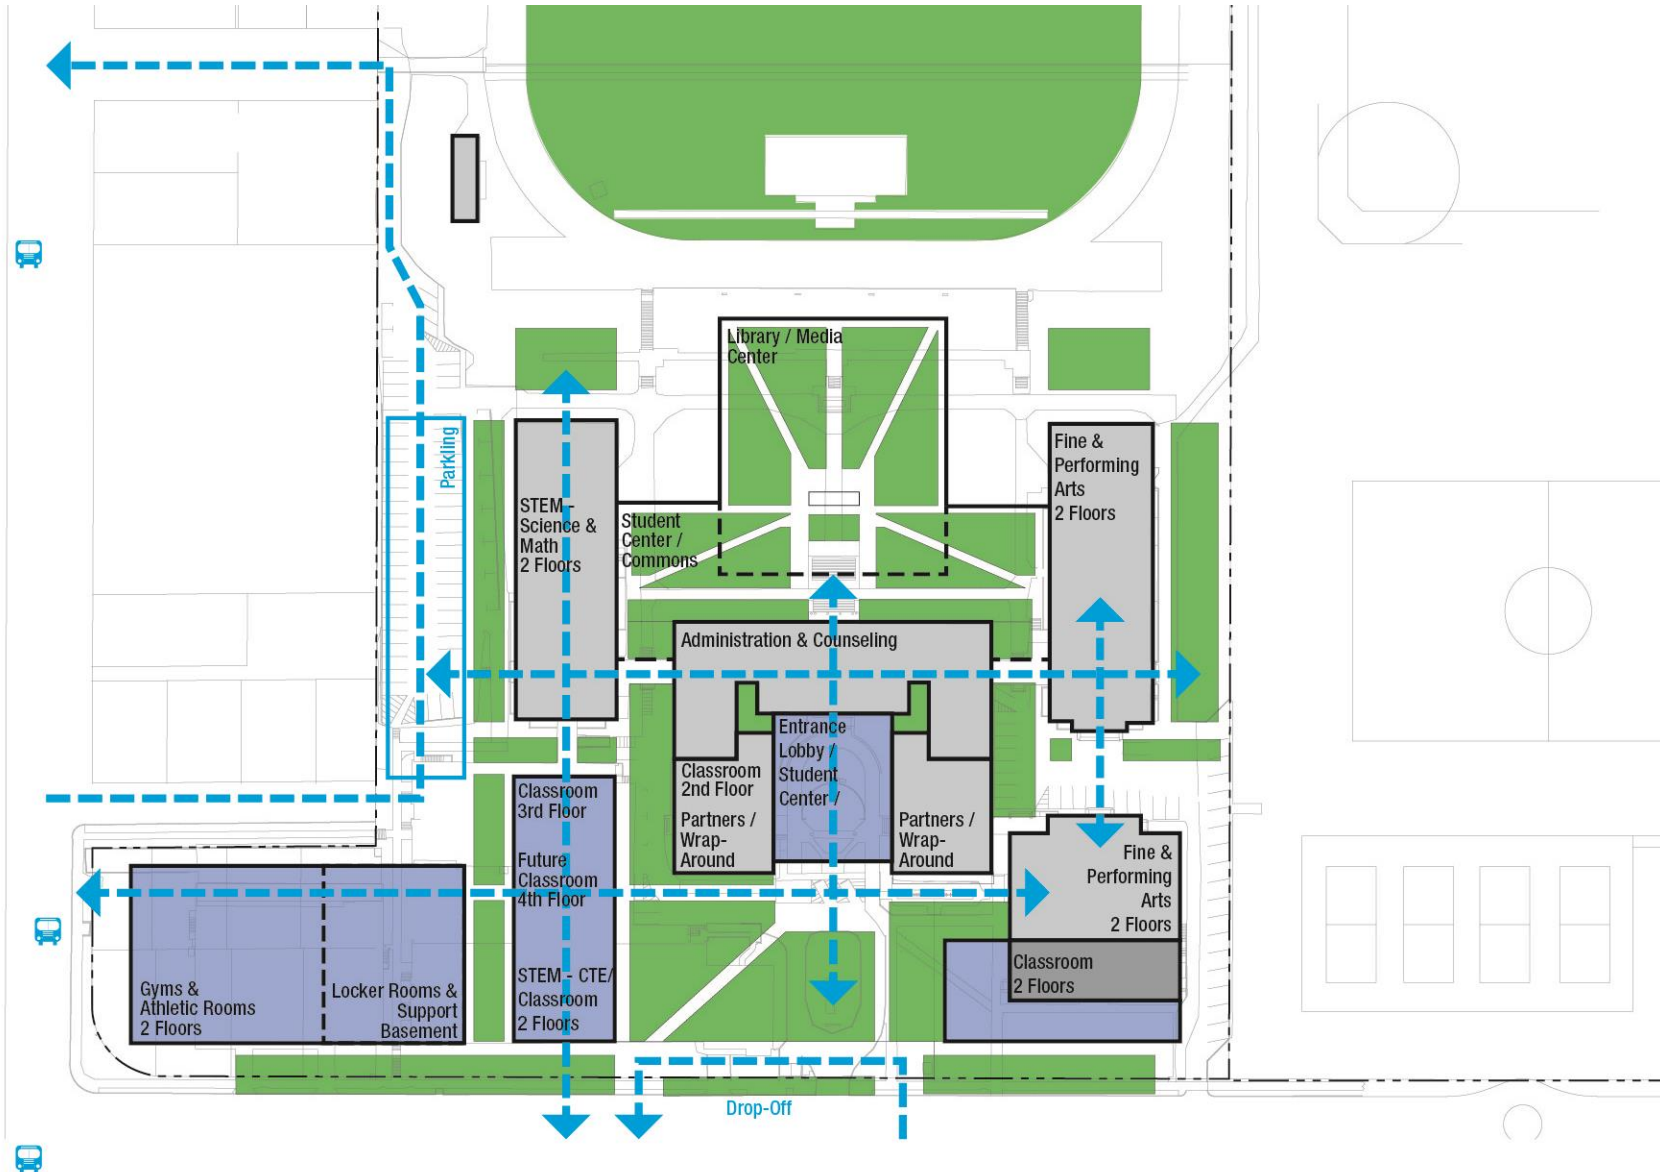 Library / Media
Center
Parkling
Fine &
Performing
Arts
2 Floors
STEM -
Science &
Math
2 Floors
Student
Center /
Commons
Administration & Counseling
Entrance
Lobby /
Student
Center /
Classroom
2nd Floor
Partners /
Wrap-
Around
Partners /
Wrap-
Around
Classroom
3rd Floor
Future
Classroom
4th Floor
STEM - CTE/
Classroom
2 Floors
Fine &
Performing
Arts
2 Floors
Classroom
2 Floors
Gyms &
Athletic Rooms
2 Floors
Locker Rooms &
Support
Basement
Drop-Off